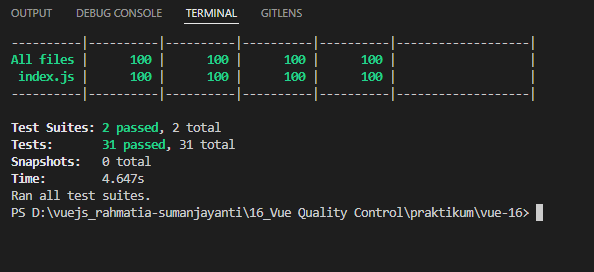 OUTPUT DEBUG CONSOLE TERMINAL GITLENS
----------|----------|----------|----------|----------|-------------------|
All files | 100 | 100 | 100 | 100 | |
index.js | 100 | 100 | 100 | 100 | |
----------|----------|----------|----------|----------|-------------------|
Test Suites: 2 passed, 2 total
Tests: 31 passed, 31 total
Snapshots: 0 total
Time: 4.647s
Ran all test suites.
PS D:\vuejs_rahmatia-sumanjayanti\16_Vue Quality Control\praktikum\vue-16>